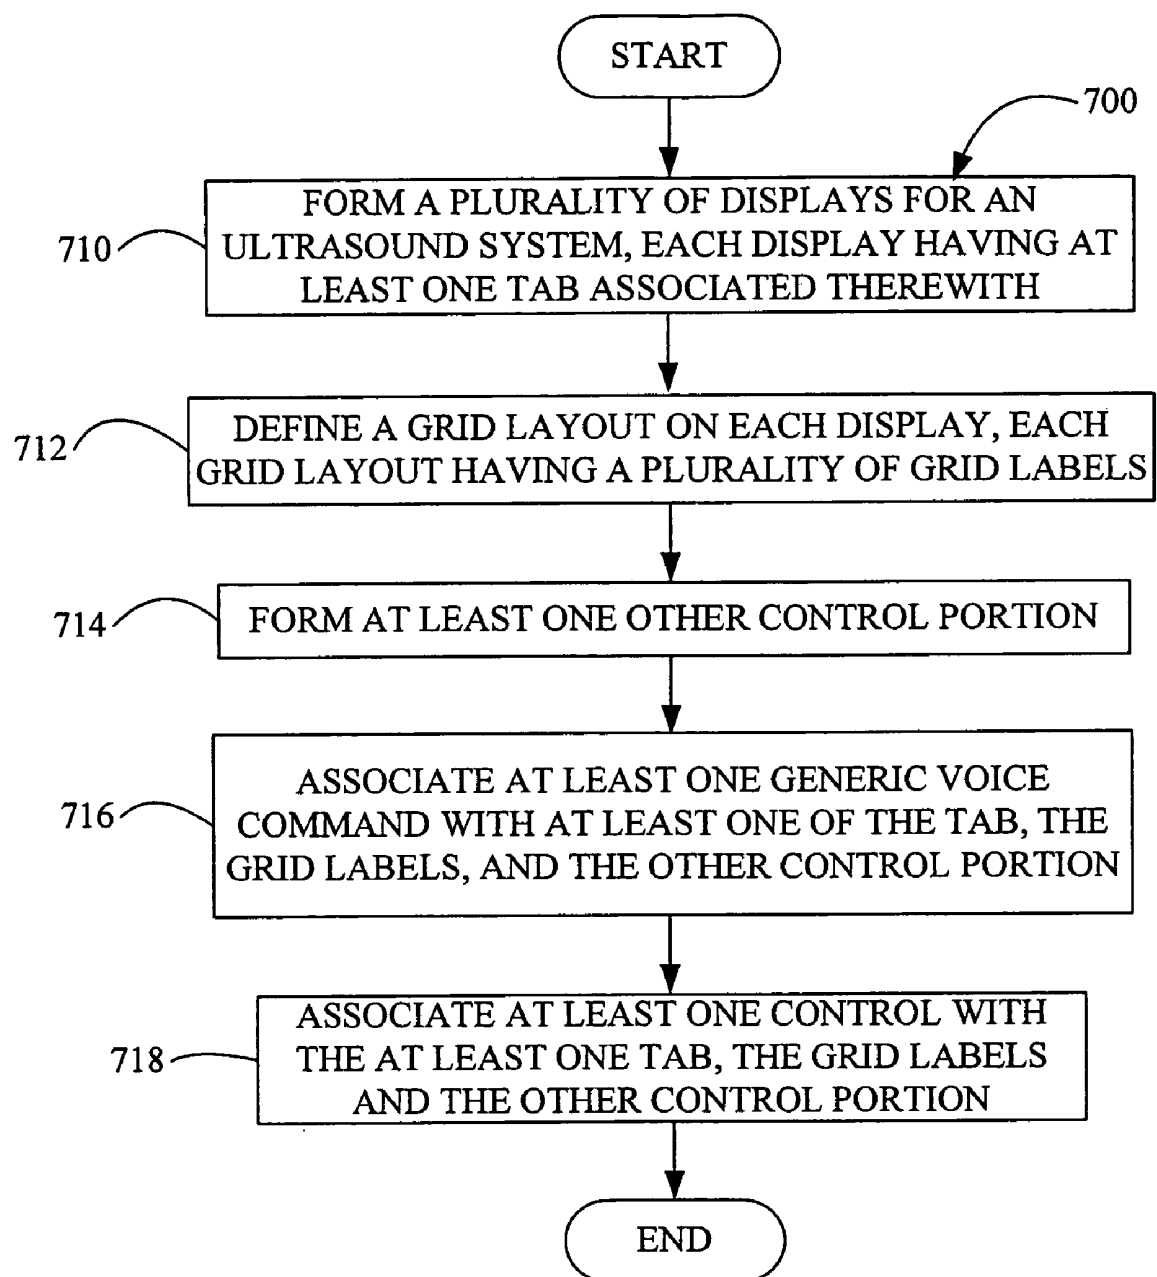 START
700
710
FORM A PLURALITY OF DISPLAYS FOR AN
ULTRASOUND SYSTEM, EACH DISPLAY HAVING AT
LEAST ONE TAB ASSOCIATED THEREWITH
712
DEFINE A GRID LAYOUT ON EACH DISPLAY, EACH
GRID LAYOUT HAVING A PLURALITY OF GRID LABELS
714
FORM AT LEAST ONE OTHER CONTROL PORTION
716
ASSOCIATE AT LEAST ONE GENERIC VOICE
COMMAND WITH AT LEAST ONE OF THE TAB, THE
GRID LABELS, AND THE OTHER CONTROL PORTION
718
ASSOCIATE AT LEAST ONE CONTROL WITH
THE AT LEAST ONE TAB, THE GRID LABELS
AND THE OTHER CONTROL PORTION
END